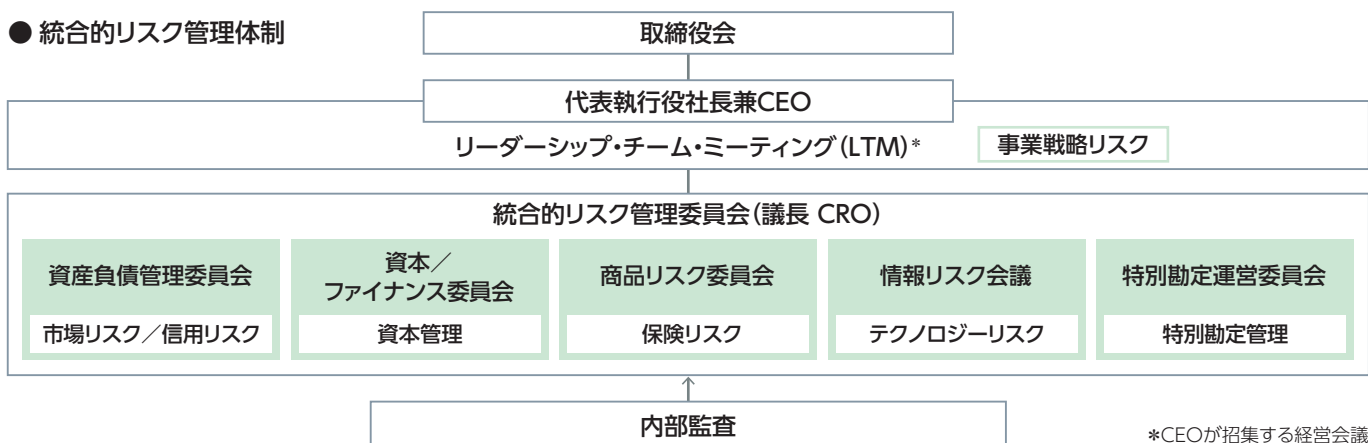 ● 統合的リスク管理体制
取締役会
代表執行役社長兼CEO
リーダーシップ・チーム・ミーティング(LTM)*
事業戦略リスク
統合的リスク管理委員会(議長 CRO)
資産負債管理委員会
市場リスク／信用リスク
資本／
ファイナンス委員会
資本管理
商品リスク委員会
保険リスク
情報リスク会議
テクノロジーリスク
特別勘定運営委員会
特別勘定管理
内部監査
*CEOが招集する経営会議